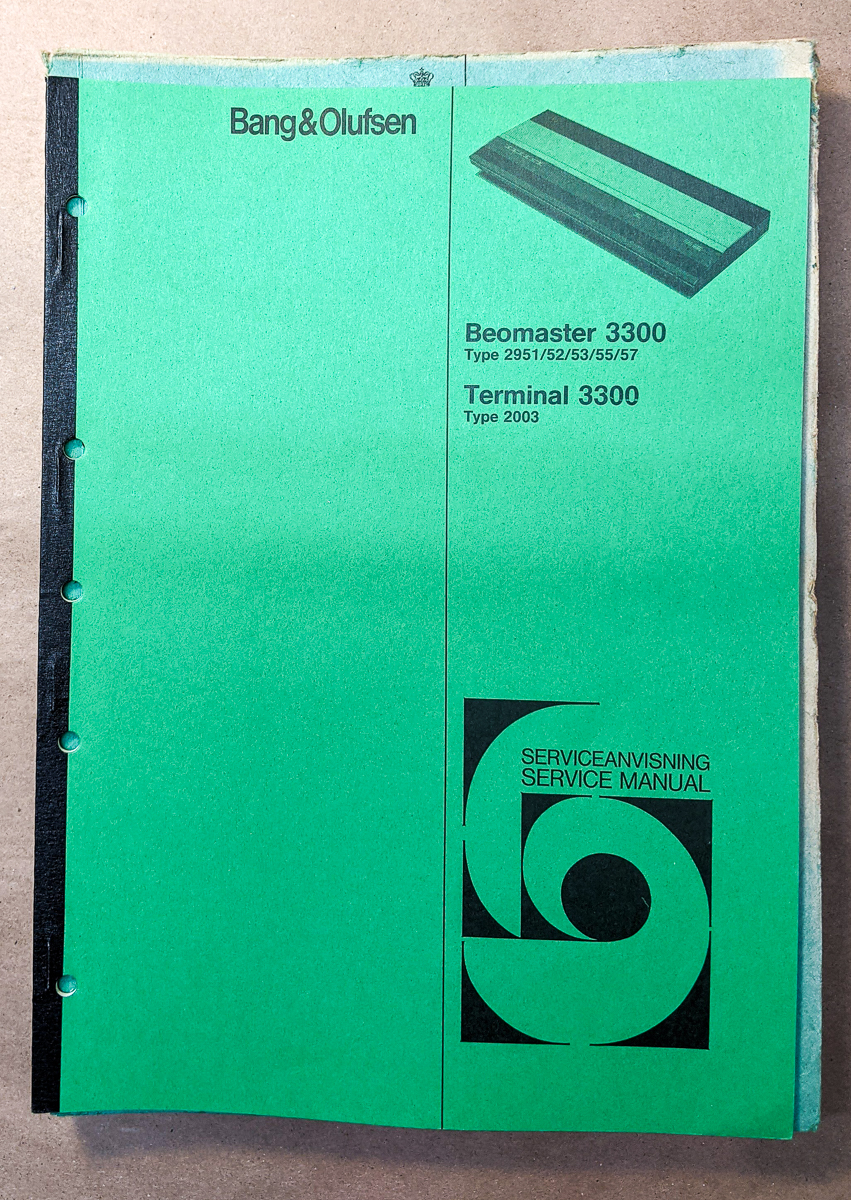 Bang&Olufsen
Beomaster 3300
Type 2951/52/53/55/57
Terminal 3300
Type 2003
SERVICEANVISNING
SERVICE MANUAL